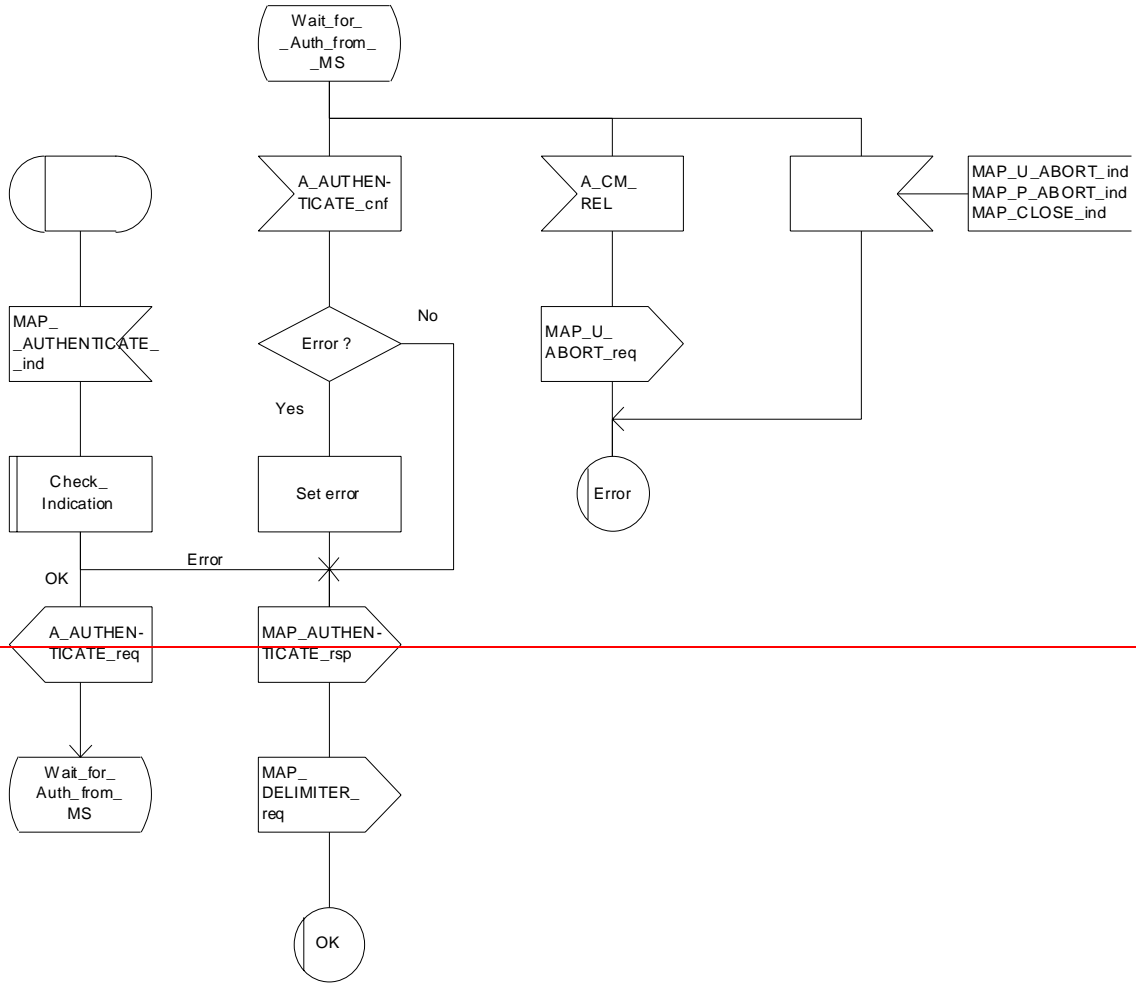 Wait_for_
_Auth_from_
_MS
A_AUTHEN-
TICATE_cnf
A_CM_
REL
MAP_U_ABORT_ind
MAP_P_ABORT_ind
MAP_CLOSE_ind
MAP_
_AUTHENTICATE_
_ind
Error ?
No
Yes
MAP_U_
ABORT_req
Check_
Indication
Set error
Error
OK
Error
A_AUTHEN-
TICATE_req
MAP_AUTHEN-
TICATE_rsp
Wait_for_
Auth_from_
MS
MAP_
DELIMITER_
req
OK